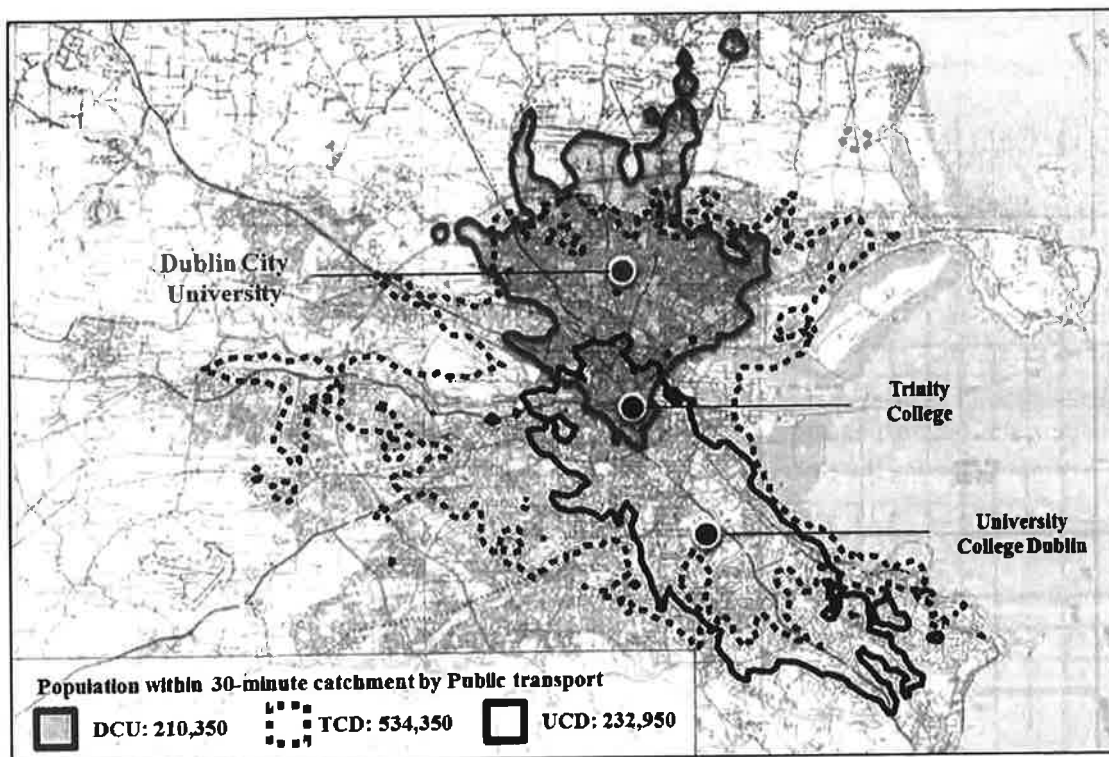 Dublin City
University
Trinity
College
University
College Dublin
Population within 30-minute catchment by Public transport
DCU: 210,350 TCD: 534,350 UCD: 232,950